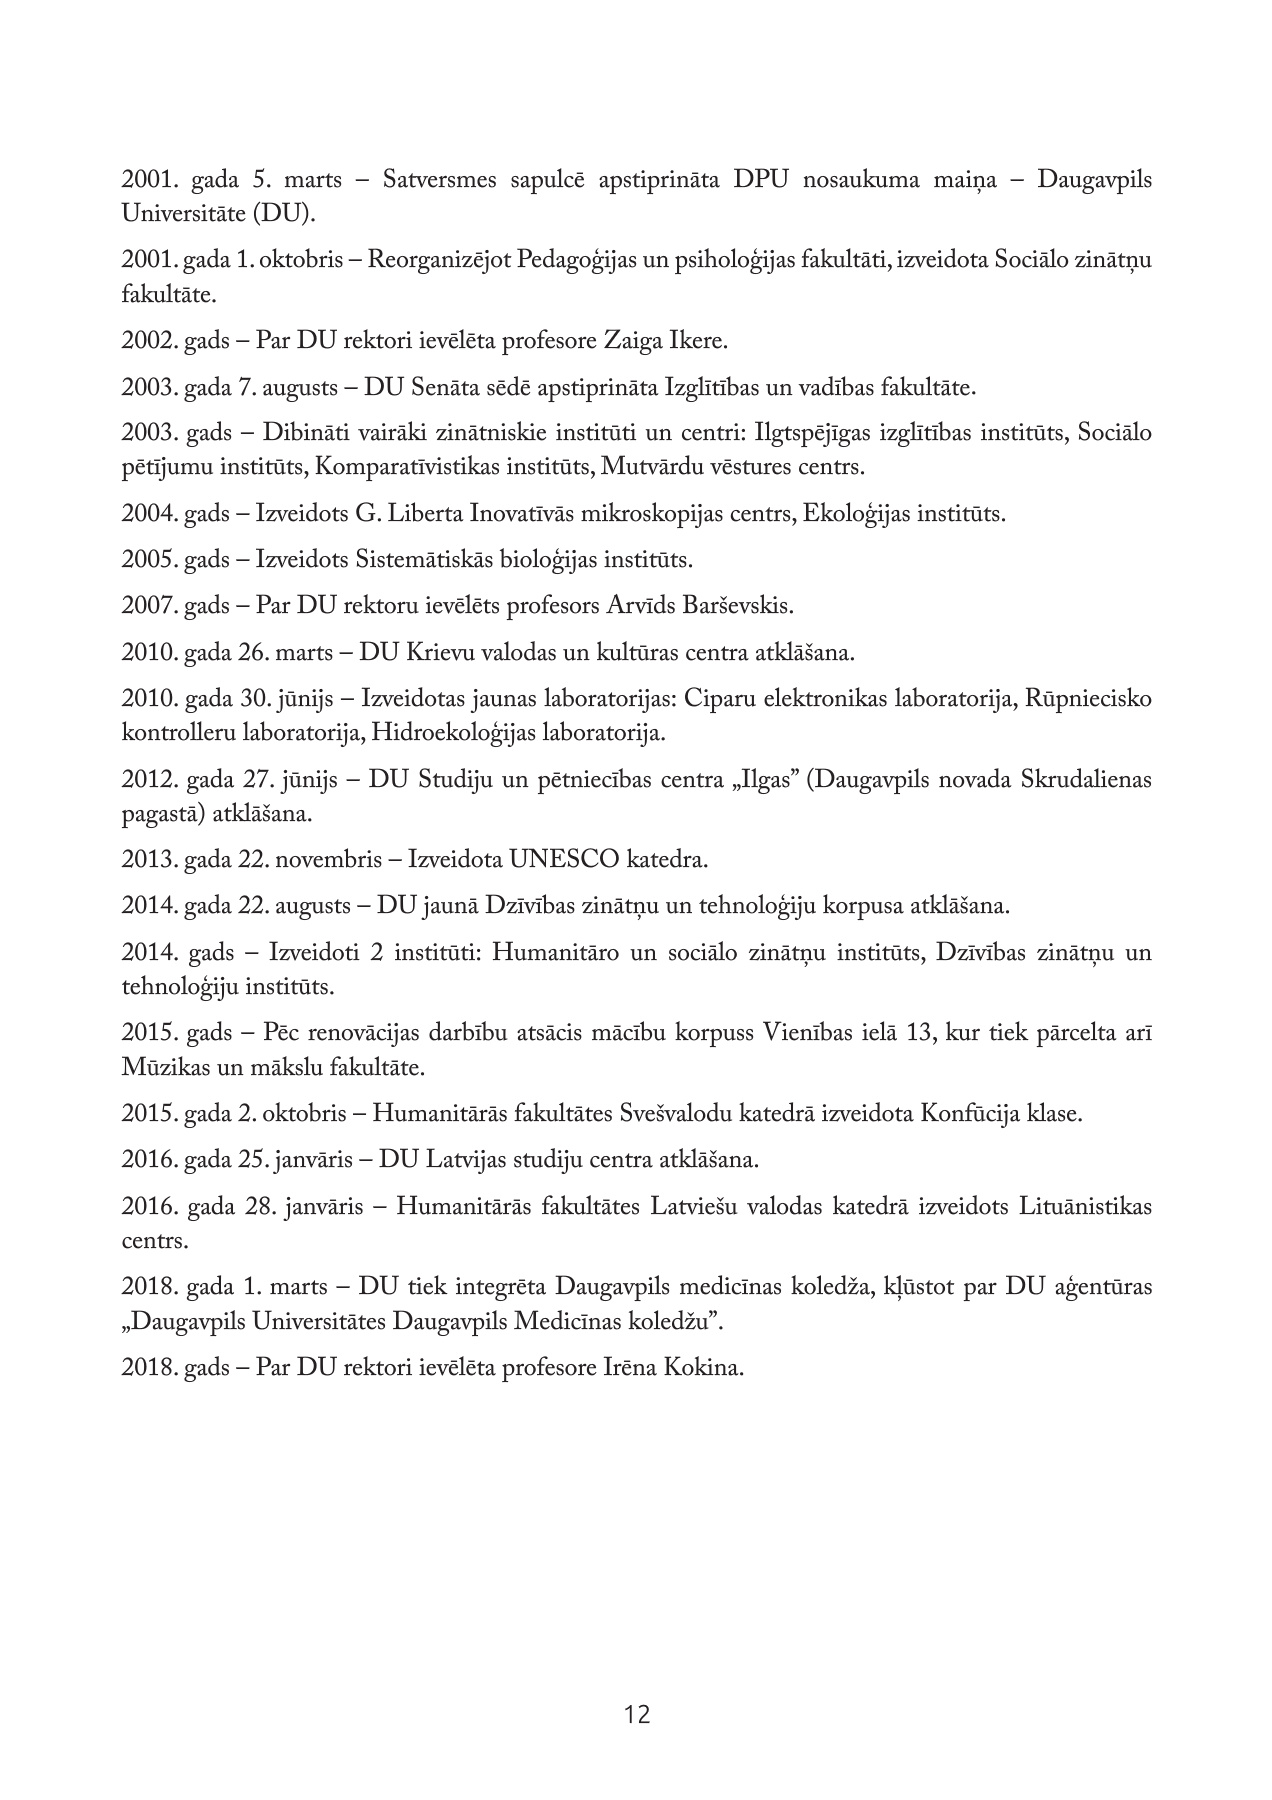 2001. gada 5. marts – Satversmes sapulcē apstiprināta DPU nosaukuma maiņa – Daugavpils
Universitāte (DU).
2001. gada 1. oktobris – Reorganizējot Pedagoģijas un psiholoģijas fakultāti, izveidota Sociālo zinātņu
fakultāte.
2002. gads – Par DU rektori ievēlēta profesore Zaiga Ikere.
2003. gada 7. augusts – DU Senāta sēdē apstiprināta Izglītības un vadības fakultāte.
2003. gads – Dibināti vairāki zinātniskie institūti un centri: Ilgtspējīgas izglītības institūts, Sociālo
pētījumu institūts, Komparatīvistikas institūts, Mutvārdu vēstures centrs.
2004. gads – Izveidots G. Liberta Inovatīvās mikroskopijas centrs, Ekoloģijas institūts.
2005. gads – Izveidots Sistemātiskās bioloģijas institūts.
2007. gads – Par DU rektoru ievēlēts profesors Arvīds Barševskis.
2010. gada 26. marts – DU Krievu valodas un kultūras centra atklāšana.
2010. gada 30. jūnijs – Izveidotas jaunas laboratorijas: Ciparu elektronikas laboratorija, Rūpniecisko
kontrolleru laboratorija, Hidroekoloģijas laboratorija.
2012. gada 27. jūnijs – DU Studiju un pētniecības centra „Ilgas” (Daugavpils novada Skrudalienas
pagastā) atklāšana.
2013. gada 22. novembris – Izveidota UNESCO katedra.
2014. gada 22. augusts – DU jaunā Dzīvības zinātņu un tehnoloģiju korpusa atklāšana.
2014. gads – Izveidoti 2 institūti: Humanitāro un sociālo zinātņu institūts, Dzīvības zinātņu un
tehnoloģiju institūts.
2015. gads – Pēc renovācijas darbību atsācis mācību korpuss Vienības ielā 13, kur tiek pārcelta arī
Mūzikas un mākslu fakultāte.
2015. gada 2. oktobris – Humanitārās fakultātes Svešvalodu katedrā izveidota Konfūcija klase.
2016. gada 25. janvāris – DU Latvijas studiju centra atklāšana.
2016. gada 28. janvāris – Humanitārās fakultātes Latviešu valodas katedrā izveidots Lituānistikas
centrs.
2018. gada 1. marts – DU tiek integrēta Daugavpils medicīnas koledža, kļūstot par DU aģentūras
„Daugavpils Universitātes Daugavpils Medicīnas koledžu”.
2018. gads – Par DU rektori ievēlēta profesore Irēna Kokina.
12